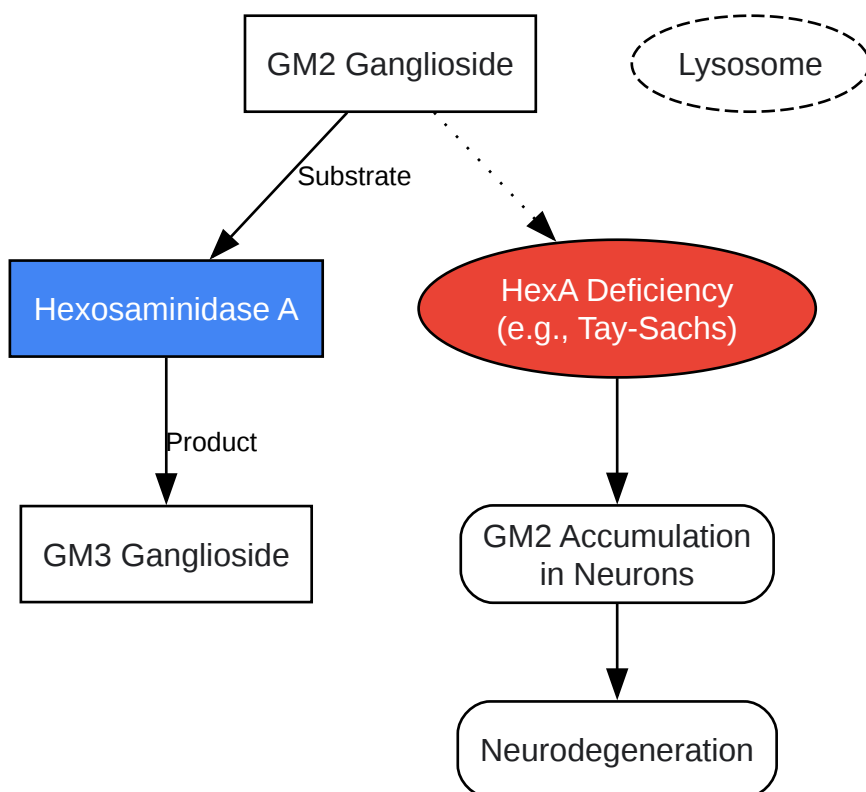 GM2 Ganglioside
Lysosome
Substrate
Hexosaminidase A
HexA Deficiency
(e.g., Tay-Sachs)
Product
GM3 Ganglioside
GM2 Accumulation
in Neurons
Neurodegeneration